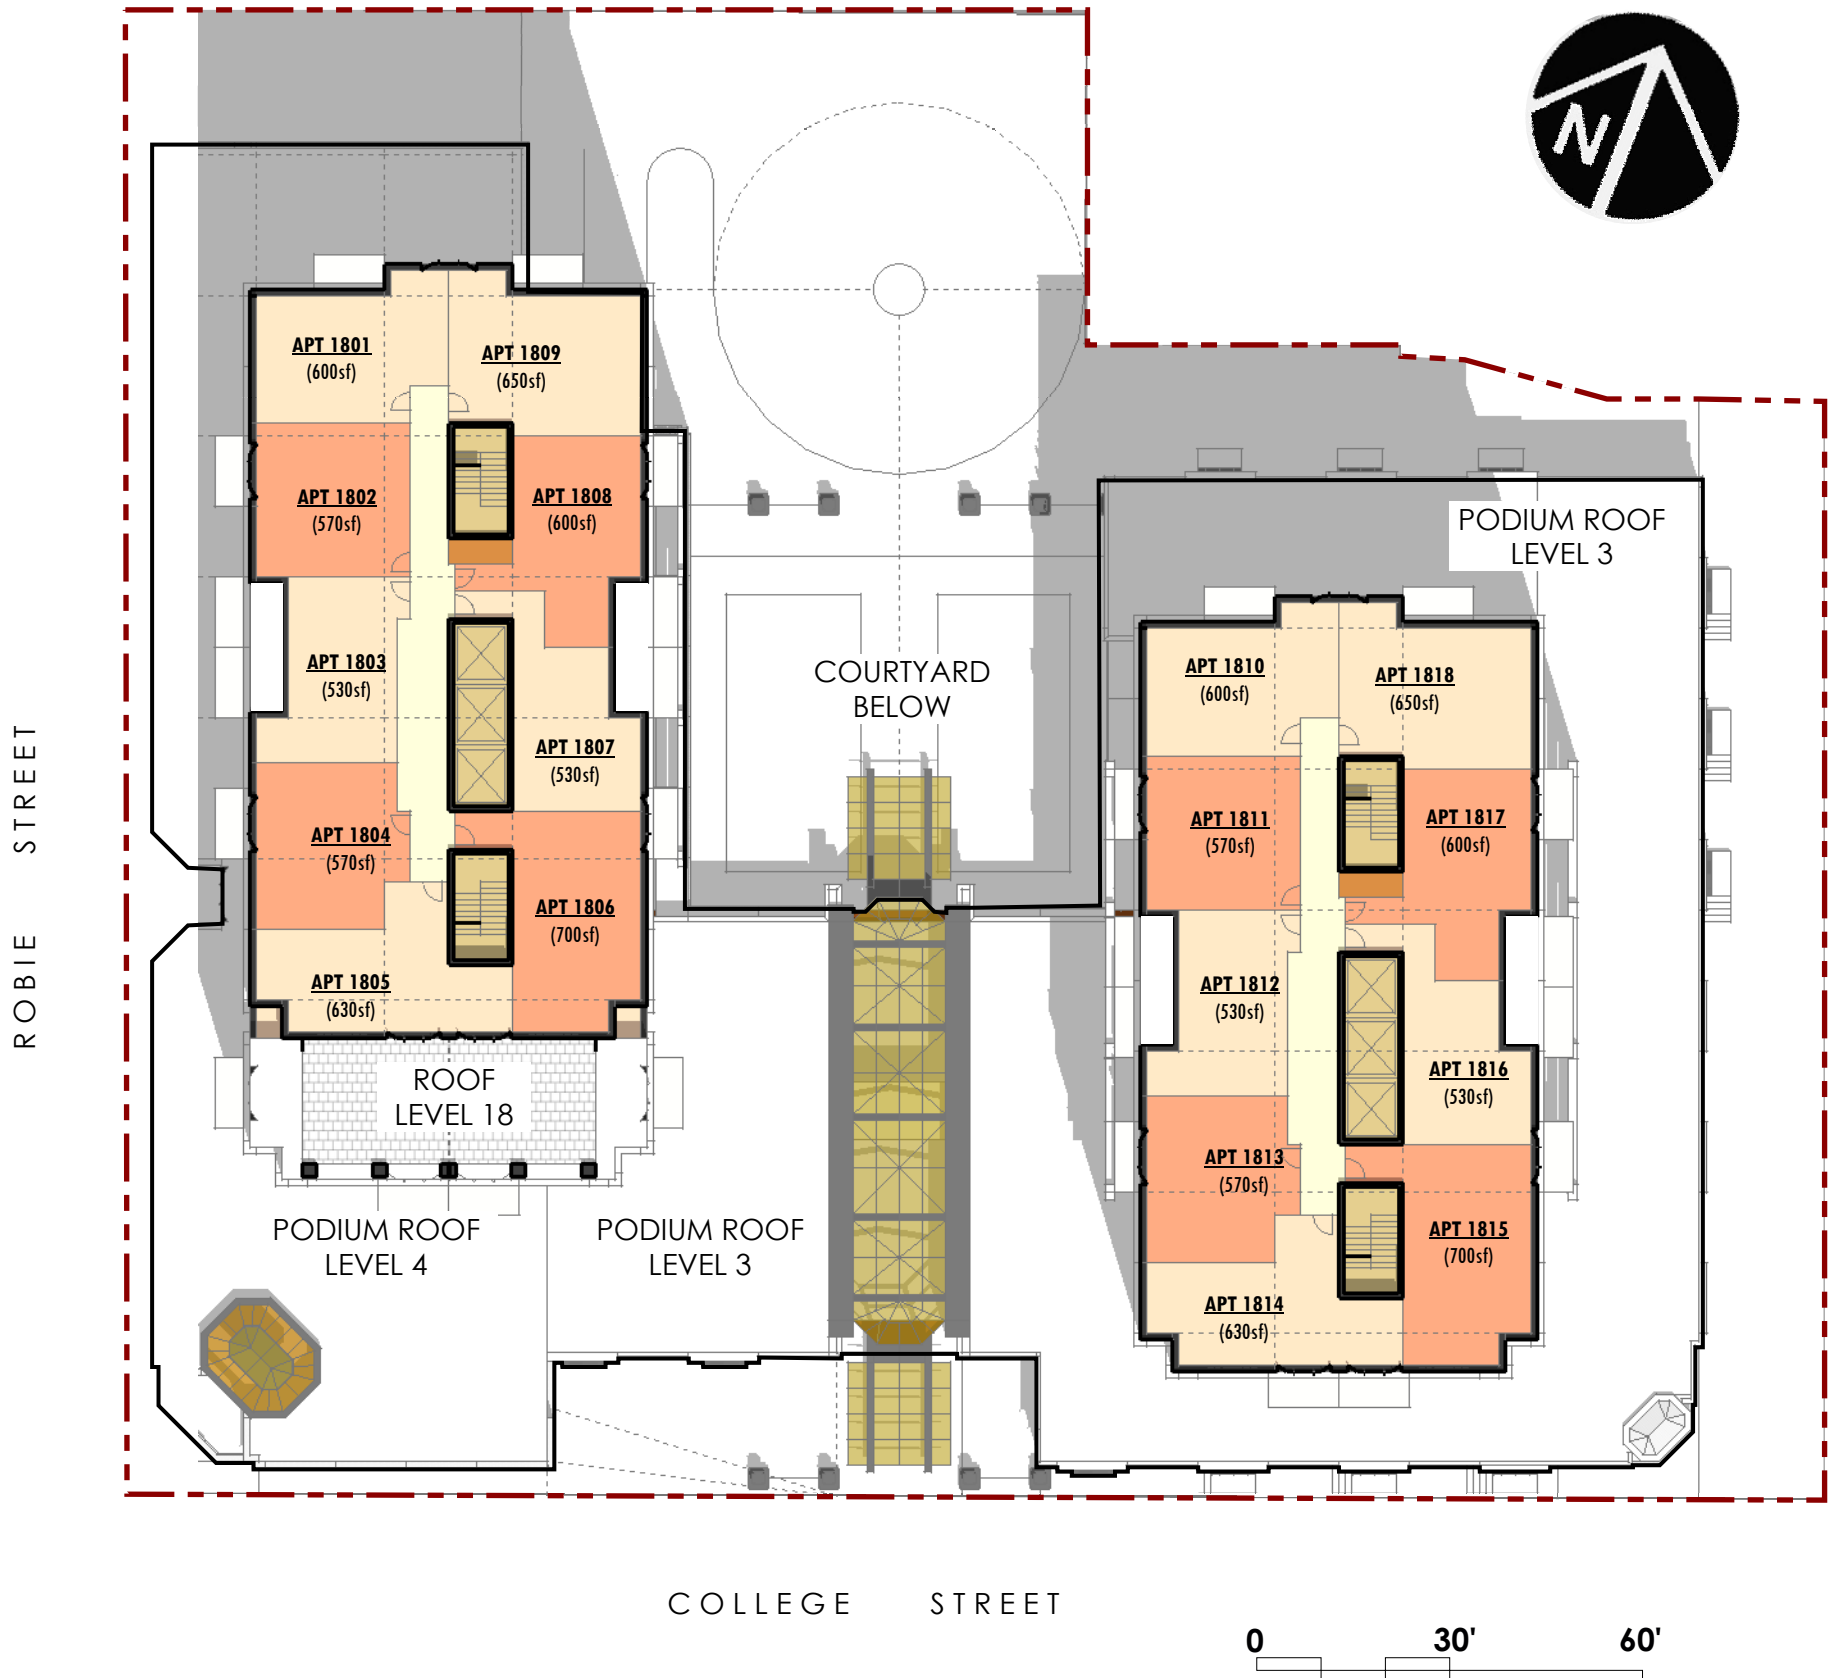 N
APT 1801
(600sf)
APT 1809
(650sf)
APT 1802
(570sf)
APT 1808
(600sf)
APT 1803
(530sf)
APT 1807
(530sf)
APT 1804
(570sf)
APT 1806
(700sf)
APT 1805
(630sf)
ROOF
LEVEL 18
PODIUM ROOF
LEVEL 4
PODIUM ROOF
LEVEL 3
COURTYARD
BELOW
PODIUM ROOF
LEVEL 3
APT 1810
(600sf)
APT 1818
(650sf)
APT 1811
(570sf)
APT 1817
(600sf)
APT 1812
(530sf)
APT 1816
(530sf)
APT 1813
(570sf)
APT 1815
(700sf)
APT 1814
(630sf)
ROBIE STREET
COLLEGE STREET
0 30' 60'